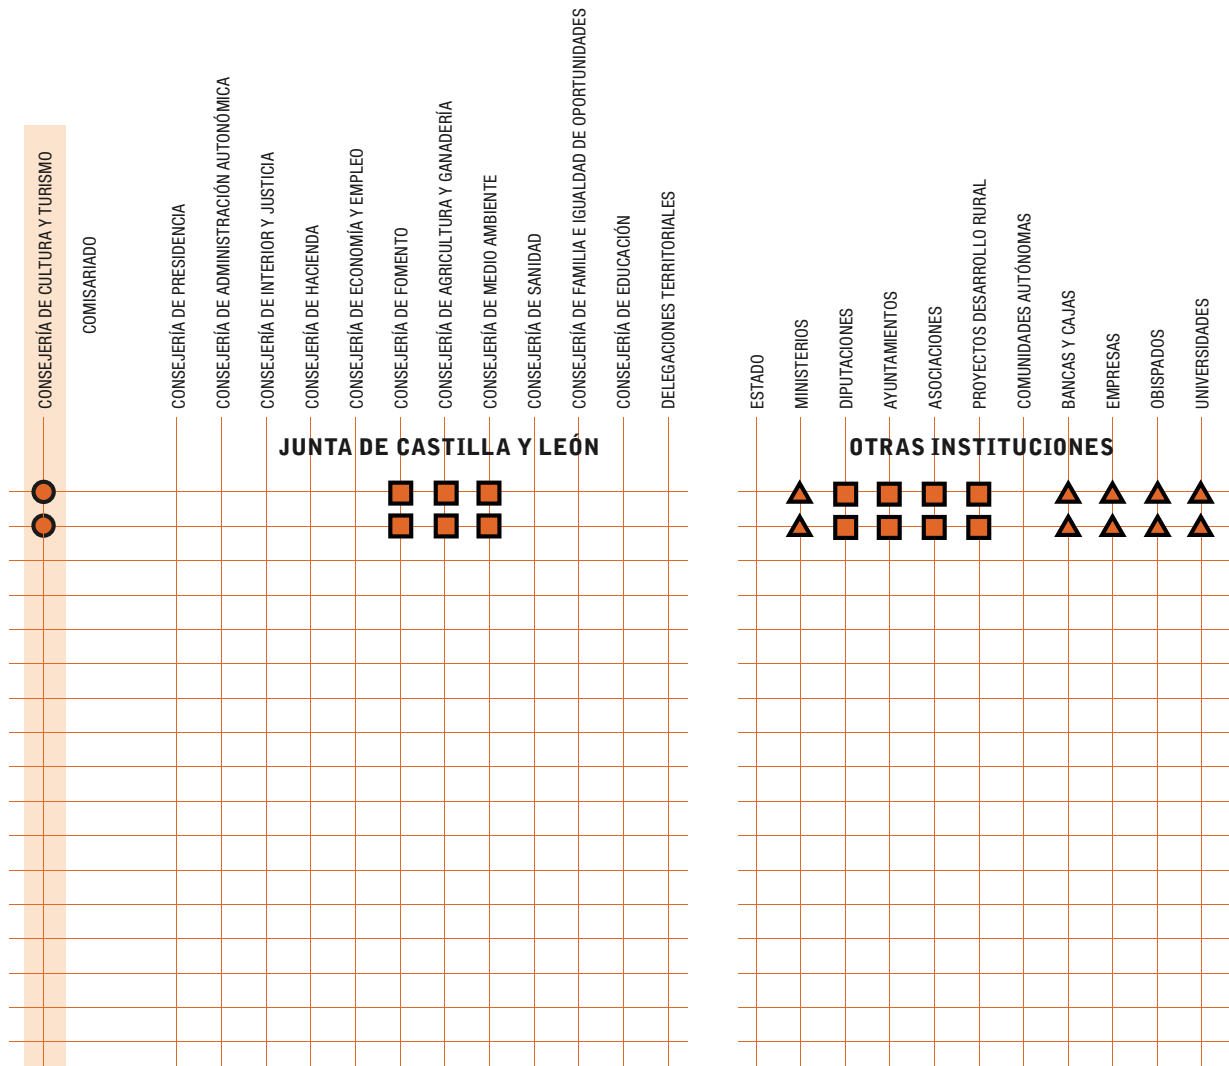 CONSEJERÍA DE CULTURA Y TURISMO
COMISARIADO
CONSEJERÍA DE PRESIDENCIA
CONSEJERÍA DE ADMINISTRACIÓN AUTONÓMICA
CONSEJERÍA DE INTERIOR Y JUSTICIA
CONSEJERÍA DE HACIENDA
CONSEJERÍA DE ECONOMÍA Y EMPLEO
CONSEJERÍA DE FOMENTO
CONSEJERÍA DE AGRICULTURA Y GANADERÍA
CONSEJERÍA DE MEDIO AMBIENTE
CONSEJERÍA DE SANIDAD
CONSEJERÍA DE FAMILIA E IGUALDAD DE OPORTUNIDADES
CONSEJERÍA DE EDUCACIÓN
DELEGACIONES TERRITORIALES
ESTADO
MINISTERIOS
DIPUTACIONES
AYUNTAMIENTOS
ASOCIACIONES
PROYECTOS DESARROLLO RURAL
COMUNIDADES AUTÓNOMAS
BANCAS Y CAJAS
EMPRESAS
OBISPADOS
UNIVERSIDADES
JUNTA DE CASTILLA Y LEÓN
OTRAS INSTITUCIONES